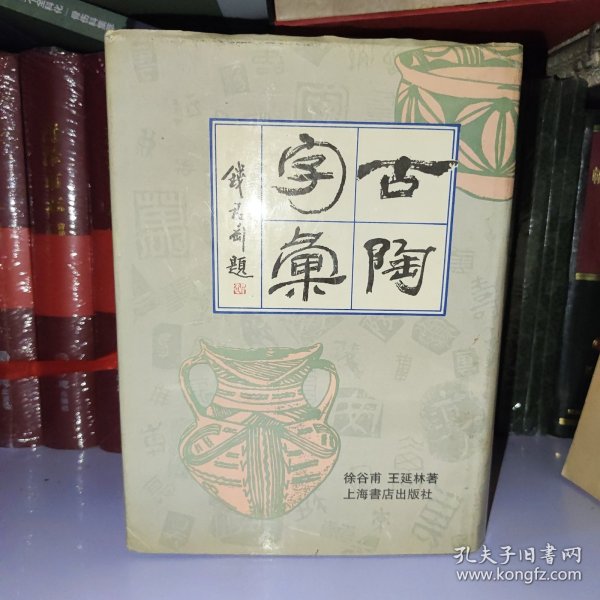 古陶
字彙
錢君匋題
徐谷甫 王延林著
上海書店出版社
孔夫子旧书网
www.kongfz.com